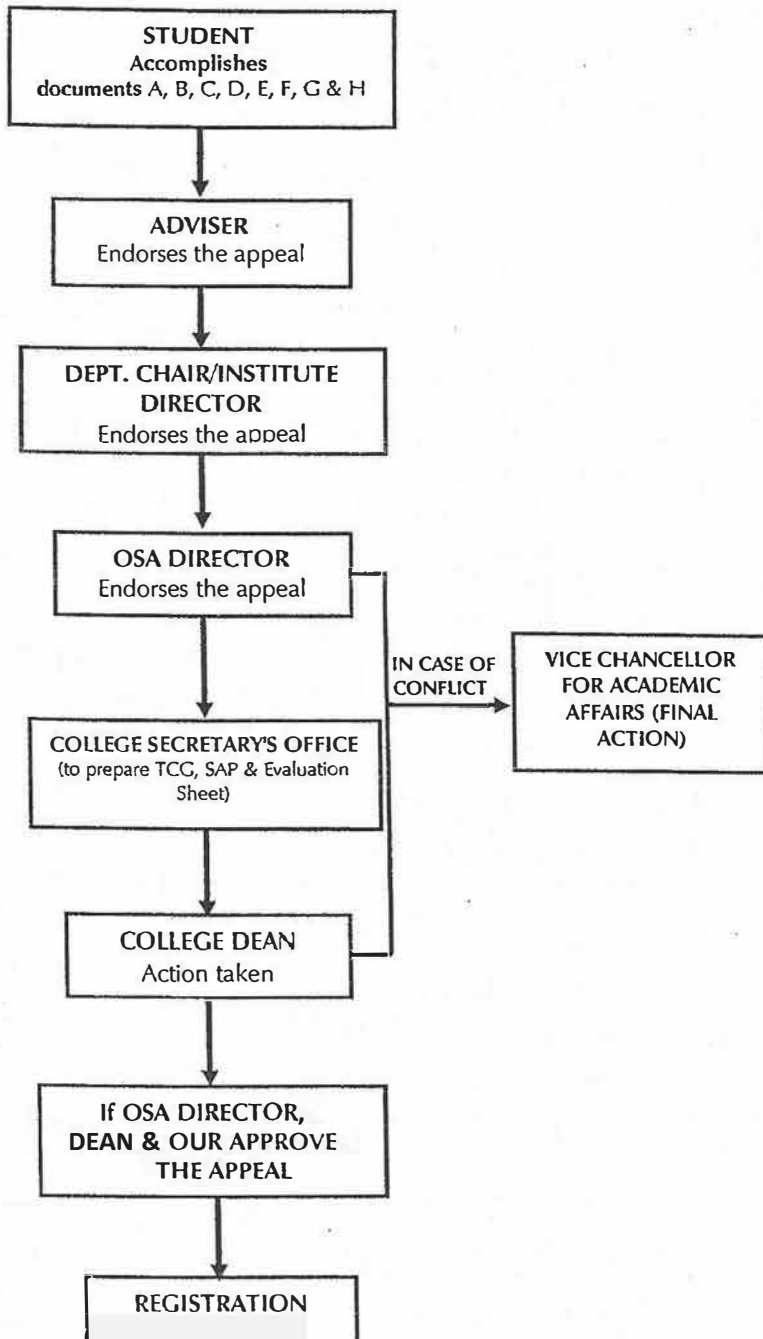 STUDENT
Accomplishes
documents A, B, C, D, E, F, G & H
ADVISER
Endorses the appeal
DEPT. CHAIR/INSTITUTE
DIRECTOR
Endorses the appeal
OSA DIRECTOR
Endorses the appeal
IN CASE OF
CONFLICT
VICE CHANCELLOR
FOR ACADEMIC
AFFAIRS (FINAL
ACTION)
COLLEGE SECRETARY'S OFFICE
(to prepare TCG, SAP & Evaluation
Sheet)
COLLEGE DEAN
Action taken
If OSA DIRECTOR,
DEAN & OUR APPROVE
THE APPEAL
REGISTRATION